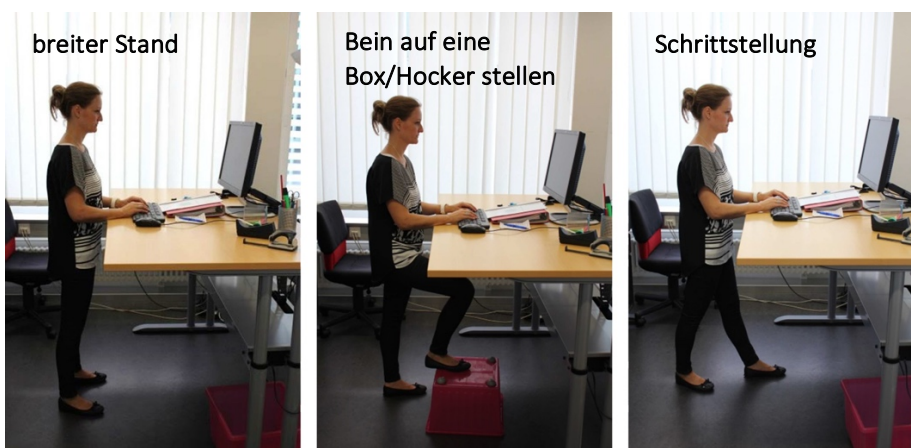 breiter Stand
Bein auf eine
Box/Hocker stellen
Schrittstellung